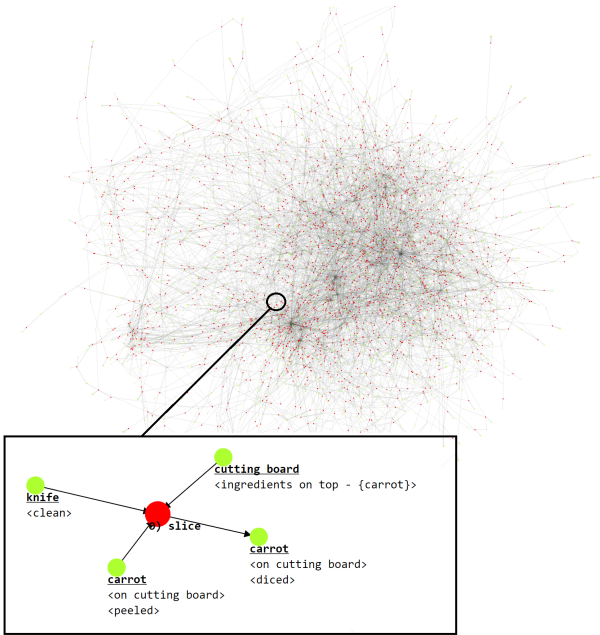 cutting board
<ingredients on top - {carrot}>
knife
<clean>
0) slice
carrot
<on cutting board>
<diced>
carrot
<on cutting board>
<peeled>